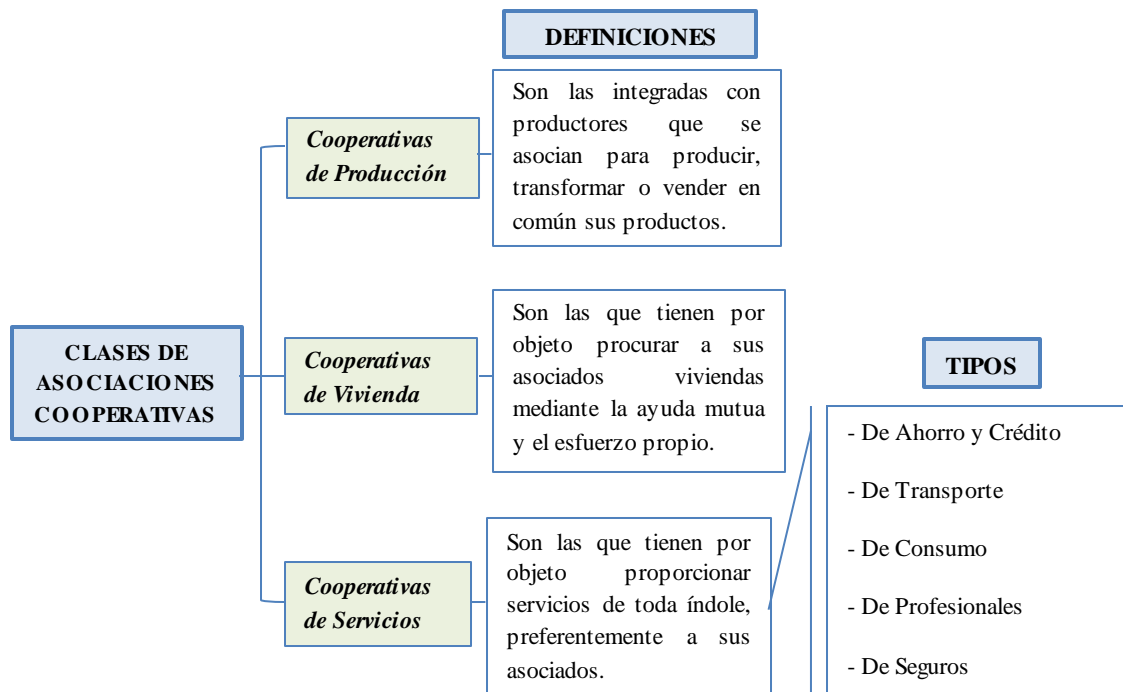 DEFINICIONES
Son las integradas con
productores que se
asocian para producir,
transformar o vender en
común sus productos.
Cooperativas
de Producción
CLASES DE
ASOCIACIONES
COOPERATIVAS
Cooperativas
de Vivienda
Son las que tienen por
objeto procurar a sus
asociados viviendas
mediante la ayuda mutua
y el esfuerzo propio.
Cooperativas
de Servicios
Son las que tienen por
objeto proporcionar
servicios de toda índole,
preferentemente a sus
asociados.
TIPOS
- De Ahorro y Crédito
- De Transporte
- De Consumo
- De Profesionales
- De Seguros